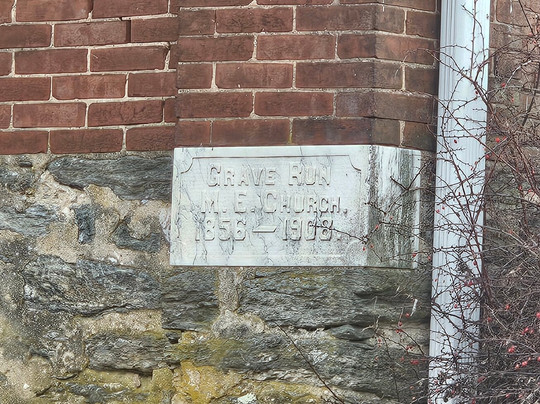 GRAVE RUN
M. E. CHURCH.
1856—1908.